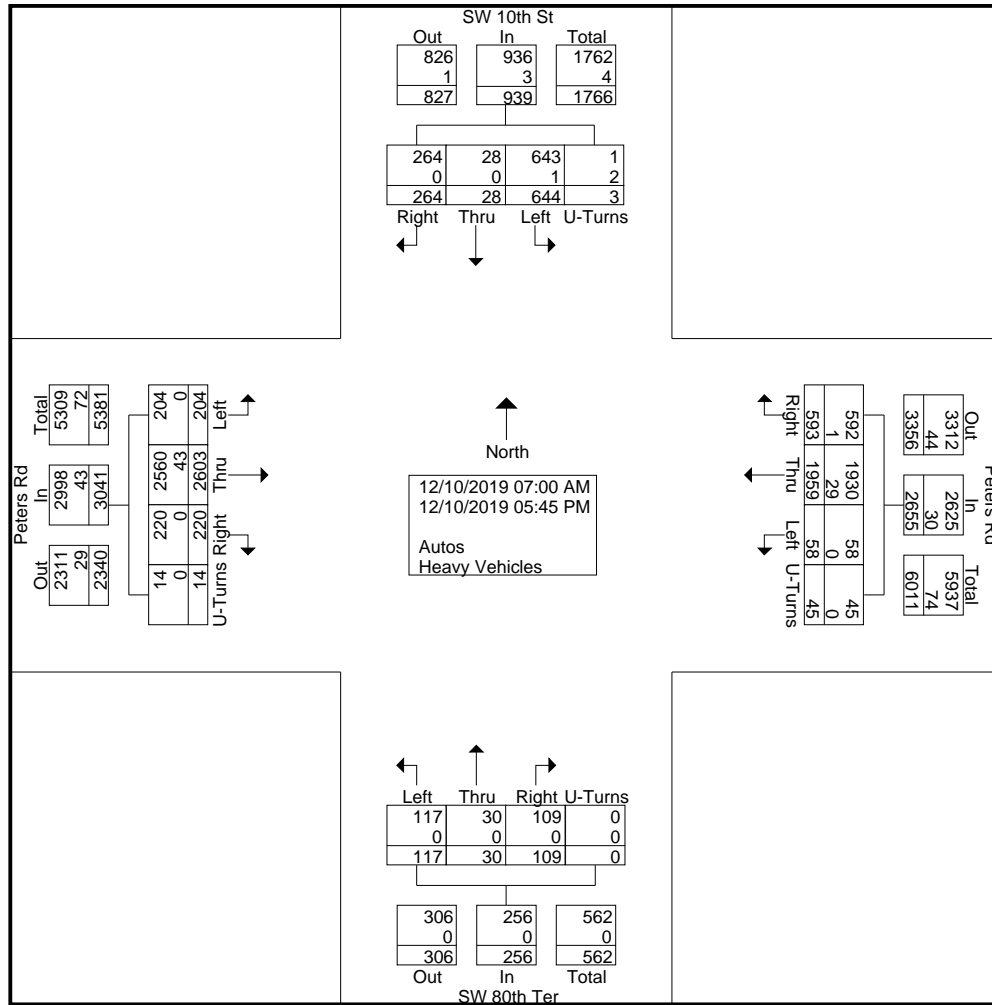 SW 10th St
Out In Total
826 936 1762
1 3 4
827 939 1766
264 28 643 1
0 0 1 2
264 28 644 3
Right Thru Left U-Turns
Peters Rd
Total In Out
5309 2998 2311
72 43 29
5381 3041 2340
204 2560 220 14
0 43 0 0
204 2603 220 14
Left Thru Right U-Turns
North
12/10/2019 07:00 AM
12/10/2019 05:45 PM
Autos
Heavy Vehicles
Right Thru Left U-Turns
592 1930 58 45
1 29 0 0
593 1959 58 45
Peters Rd
Out In Total
3312 2625 5937
44 30 74
3356 2655 6011
Left Thru Right U-Turns
117 30 109 0
0 0 0 0
117 30 109 0
306 256 562
0 0 0
306 256 562
Out In Total
SW 80th Ter